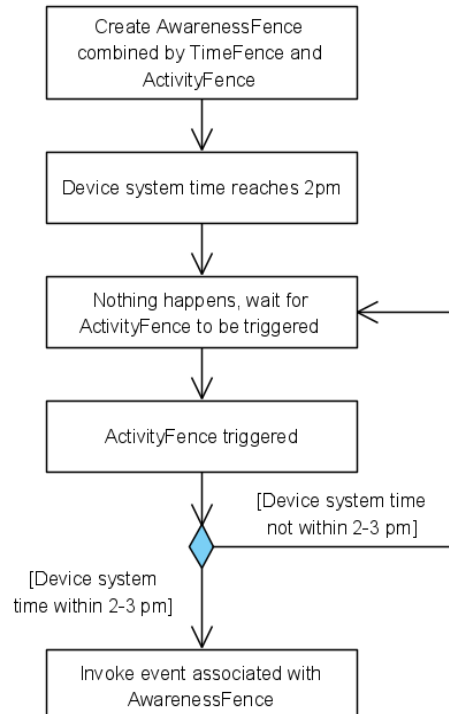 Create AwarenessFence
combined by TimeFence and
ActivityFence
Device system time reaches 2pm
Nothing happens, wait for
ActivityFence to be triggered
ActivityFence triggered
[Device system time
not within 2-3 pm]
[Device system
time within 2-3 pm]
Invoke event associated with
AwarenessFence